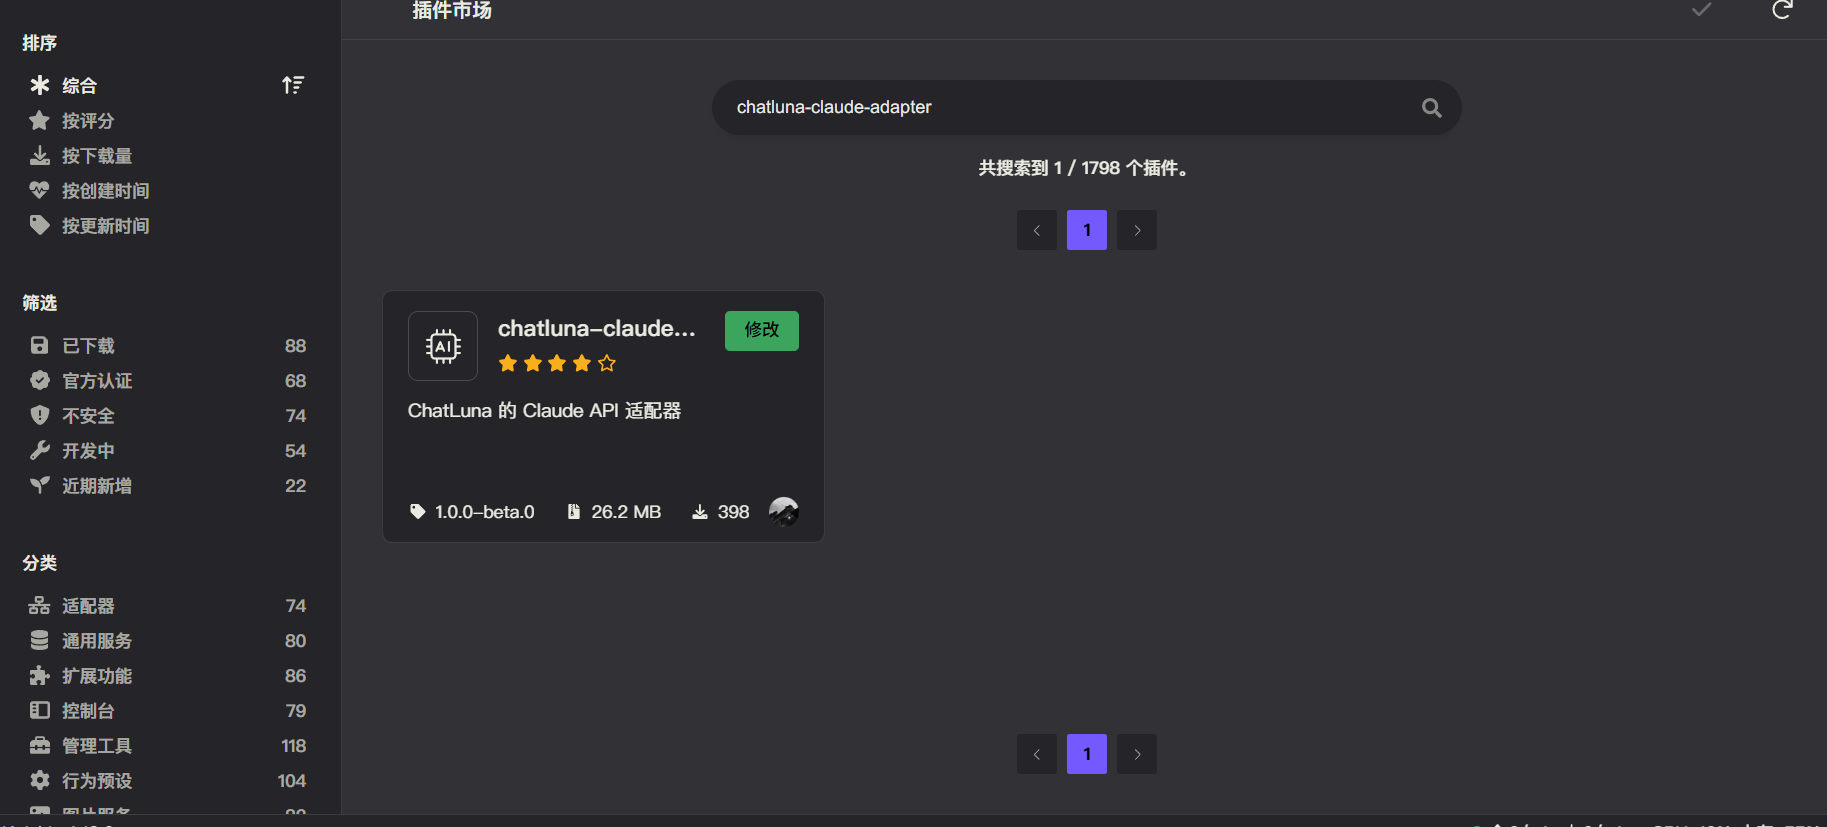 插件市场
排序
综合
按评分
按下载量
按创建时间
按更新时间
筛选
已下载 88
官方认证 68
不安全 74
开发中 54
近期新增 22
分类
适配器 74
通用服务 80
扩展功能 86
控制台 79
管理工具 118
行为预设 104
chatluna-claude-adapter
共搜索到 1 / 1798 个插件。
1
AI
chatluna-claude...
修改
ChatLuna 的 Claude API 适配器
1.0.0-beta.0 26.2 MB 398
1